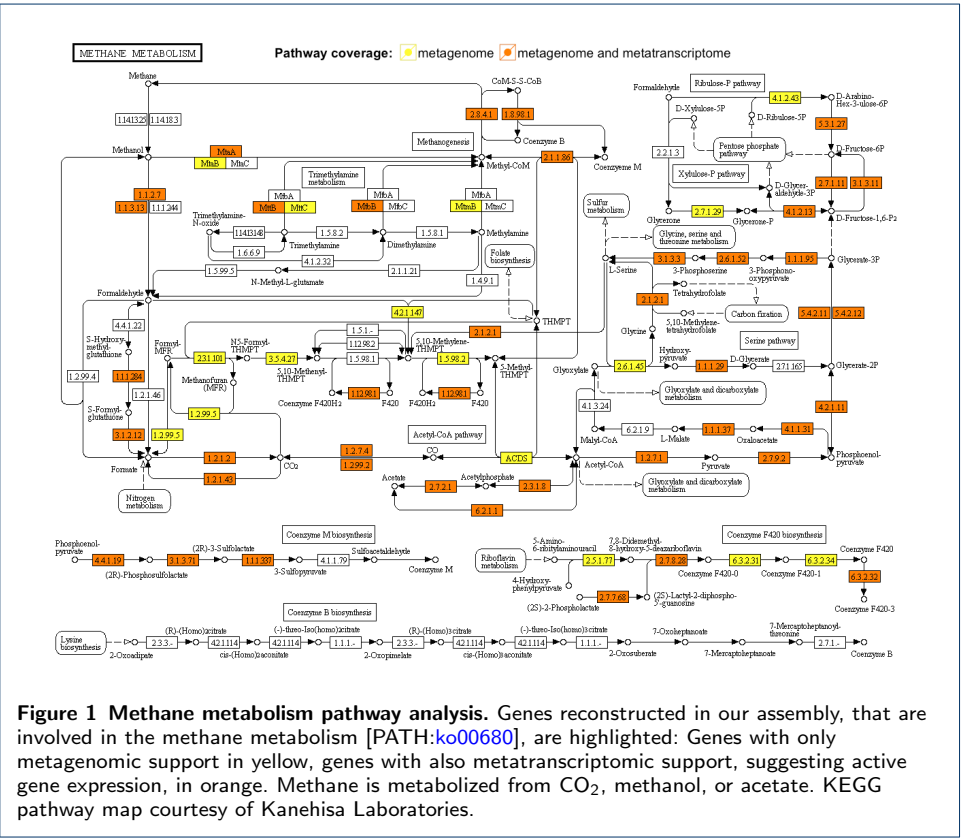 METHANE METABOLISM
Pathway coverage: metagenome metagenome and metatranscriptome
Methane
CoM-S-S-CoB
Formaldehyde
Ribulose-P pathway
D-Arabino-
Hex-3-ulose-6P
4.1.2.43
D-Xylulose-5P
D-Ribulose-5P
1.14.13.25
1.14.18.3
2.8.4.1
1.8.98.1
5.3.1.27
Coenzyme B
Methanogenesis
Methanol
MtaA
MtaB
MtaC
2.1.1.86
Methyl-CoM
Coenzyeme M
2.2.1.3
Pentose phosphate
pathway
D-Fructose-6P
Xylulose-P pathway
Trimethylamine
metabolism
1.1.2.7
1.1.3.13
1.1.1.244
MtbA
MttB
MttC
MtbA
MtbB
MtbC
MtbA
MtmB
MtmC
D-Glycer-
aldehyde-3P
2.7.1.11
3.1.3.11
Sulfur
metabolism
2.7.1.29
4.1.2.13
Glycerone
Glycerone-P
D-Fructose-1,6-P2
Trimethylamine-
N-oxide
1.14.13.148
1.5.8.2
1.5.8.1
Trimethylamine
Dimethylamine
Methylamine
1.6.6.9
4.1.2.32
Glycine, serine and
threonine metabolism
Folate
biosynthesis
1.5.99.5
2.1.1.21
N-Methyl-L-glutamate
1.4.9.1
3.1.3.3
2.6.1.52
1.1.1.95
Glycerate-3P
L-Serine
3-Phosphoserine
3-Phosphono-
oxypyruvate
Formaldehyde
2.1.2.1
Tetrahydrofolate
Carbon fixation
4.2.1.147
THMPT
5.4.2.11
5.4.2.12
4.4.1.22
S-Hydroxy-
methyl-
glutathione
Formyl-
MFR
N5-Formyl-
THMPT
1.5.1.-
1.12.98.2
5,10-Methylene-
THMPT
2.1.2.1
Glycine
5,10-Methylene-
tetrahydrofolate
Serine pathway
2.3.1.101
3.5.4.27
1.5.98.1
1.5.98.2
5,10-Methenyl-
THMPT
5-Methyl-
THMPT
Glyoxylate
2.6.1.45
Hydroxy-
pyruvate
1.1.1.29
D-Glycerate
2.7.1.165
Glycerate-2P
1.2.99.4
1.1.1.284
Methanofuran
(MFR)
1.2.1.46
1.12.98.1
1.12.98.1
Coenzyme F420H2
F420
F420H2
F420
Glyoxylate and dicarboxylate
metabolism
S-Formyl-
glutathione
1.2.99.5
4.1.3.24
4.2.1.11
3.1.2.12
1.2.99.5
Acetyl-CoA pathway
6.2.1.9
1.1.1.37
4.1.1.31
Malyl-CoA
L-Malate
Oxaloacetate
1.2.7.4
1.2.99.2
CO
1.2.1.2
Formate
CO2
ACDS
Acetyl-CoA
1.2.7.1
Pyruvate
2.7.9.2
Phosphoenol-
pyruvate
1.2.1.43
Acetate
Acetylphosphate
2.7.2.1
2.3.1.8
Glyoxylate and dicarboxylate
metabolism
Nitrogen
metabolism
6.2.1.1
Coenzyme M biosynthesis
Phosphoenol-
pyruvate
4.4.1.19
(2R)-Phosphosulfolactate
3.1.3.71
(2R)-3-Sulfolactate
1.1.1.337
3-Sulfopyruvate
4.1.1.79
Sulfoacetaldehyde
Coenzyme M
Coenzyme F420 biosynthesis
Riboflavin
metabolism
5-Amino-
6-ribitylaminouracil
2.5.1.77
7,8-Didemethyl-
8-hydroxy-5-deazariboflavin
2.7.8.28
Coenzyme F420-0
6.3.2.31
Coenzyme F420-1
6.3.2.34
Coenzyme F420
6.3.2.32
Coenzyme F420-3
4-Hydroxy-
phenylpyruvate
2.7.7.68
(2S)-2-Phospholactate
(2S)-Lactyl-2-diphospho-
5'-guanosine
Coenzyme B biosynthesis
Lysine
biosynthesis
2-Oxoadipate
2.3.3.-
(R)-(Homo)2citrate
4.2.1.114
cis-(Homo)2aconitate
4.2.1.114
(-)-threo-Iso(homo)2citrate
1.1.1.-
2-Oxopimelate
2.3.3.-
(R)-(Homo)3citrate
4.2.1.114
cis-(Homo)3aconitate
4.2.1.114
(-)-threo-Iso(homo)3citrate
1.1.1.-
2-Oxosuberate
7-Oxoheptanoate
7-Mercaptoheptanoate
7-Mercaptoheptanoyl-
threonine
2.7.1.-
Coenzyme B
Figure 1 Methane metabolism pathway analysis. Genes reconstructed in our assembly, that are
involved in the methane metabolism [PATH:ko00680], are highlighted: Genes with only
metagenomic support in yellow, genes with also metatranscriptomic support, suggesting active
gene expression, in orange. Methane is metabolized from CO2, methanol, or acetate. KEGG
pathway map courtesy of Kanehisa Laboratories.